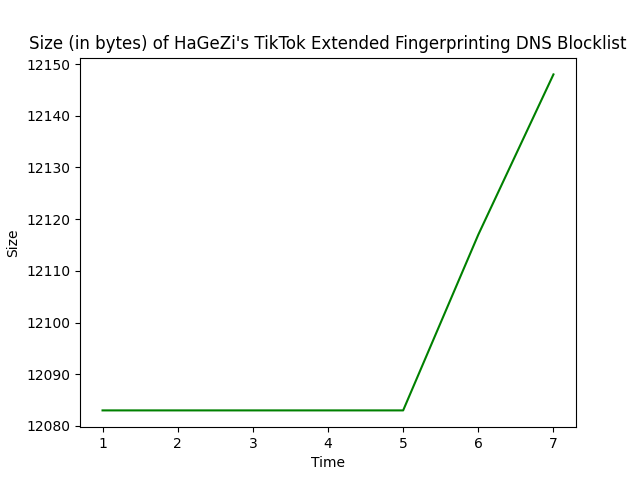 Size (in bytes) of HaGeZi's TikTok Extended Fingerprinting DNS Blocklist
12150
12140
12130
12120
12110
12100
12090
12080
Size
1 2 3 4 5 6 7
Time